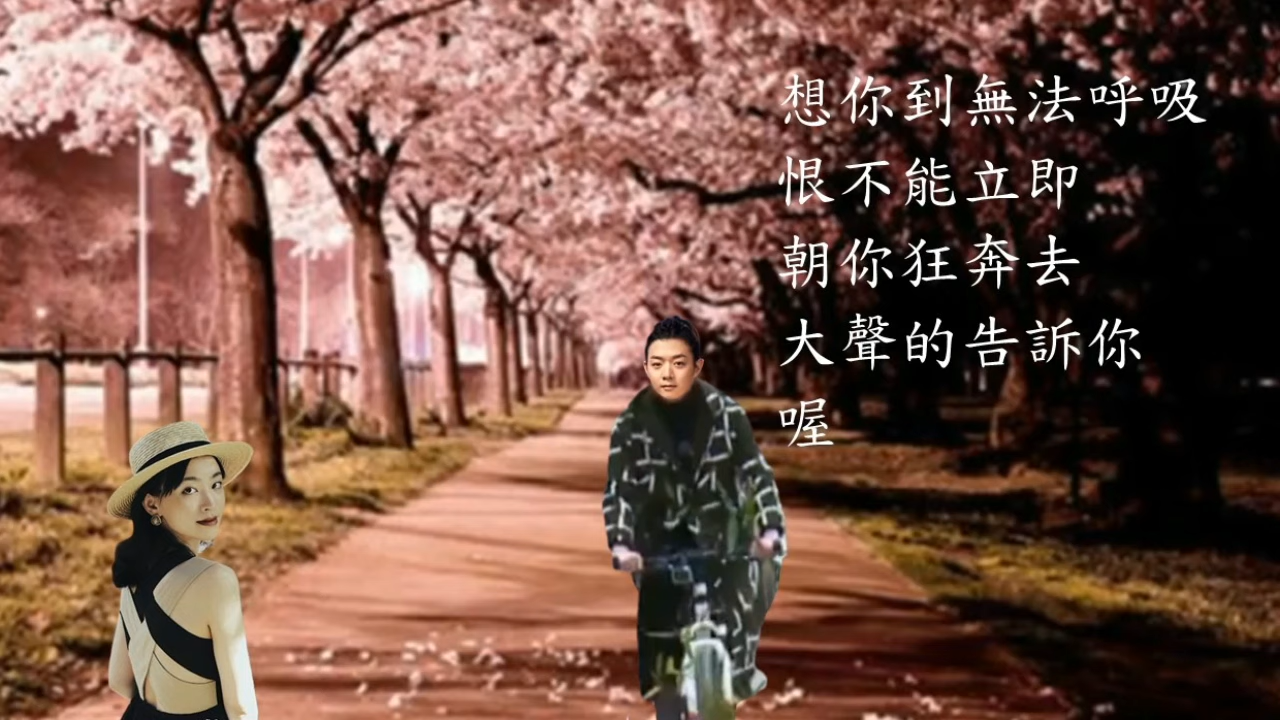 想你到無法呼吸
恨不能立即
朝你狂奔去
大聲的告訴你
喔